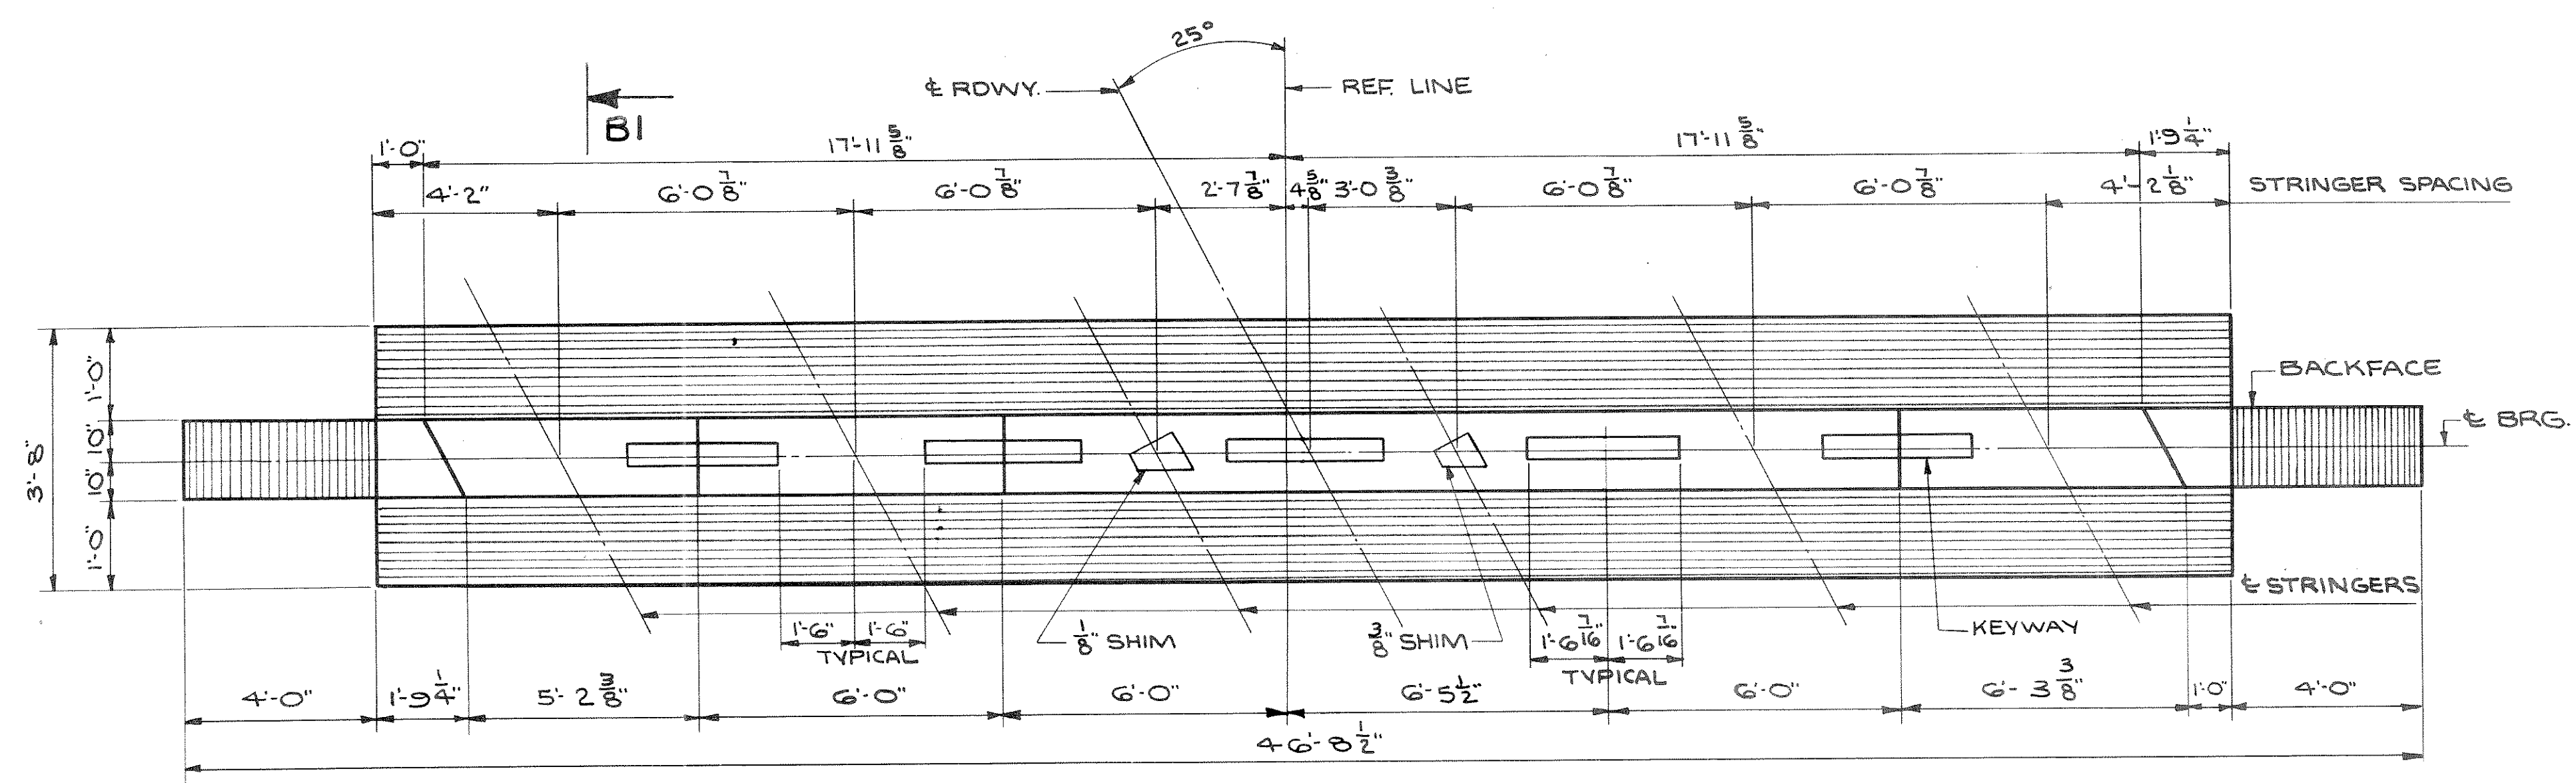 25°
℄ RDWY.
REF. LINE
B1
1'-0"
17'-11 5/8"
17'-11 5/8"
1'-9 1/4"
4'-2"
6'-0 7/8"
6'-0 7/8"
2'-7 7/8"
4 5/8"
3'-0 3/8"
6'-0 7/8"
6'-0 7/8"
4'-2 1/8"
STRINGER SPACING
BACKFACE
℄ BRG.
3'-8"
1'-0"
10"
10"
1'-0"
℄ STRINGERS
1'-6"
1'-6"
TYPICAL
1/8" SHIM
3/8" SHIM
1'-6 7/16"
1'-6 7/16"
TYPICAL
KEYWAY
4'-0"
1'-9 1/4"
5'-2 3/8"
6'-0"
6'-0"
6'-5 1/2"
6'-0"
6'-3 3/8"
1'-0"
4'-0"
46'-8 1/2"